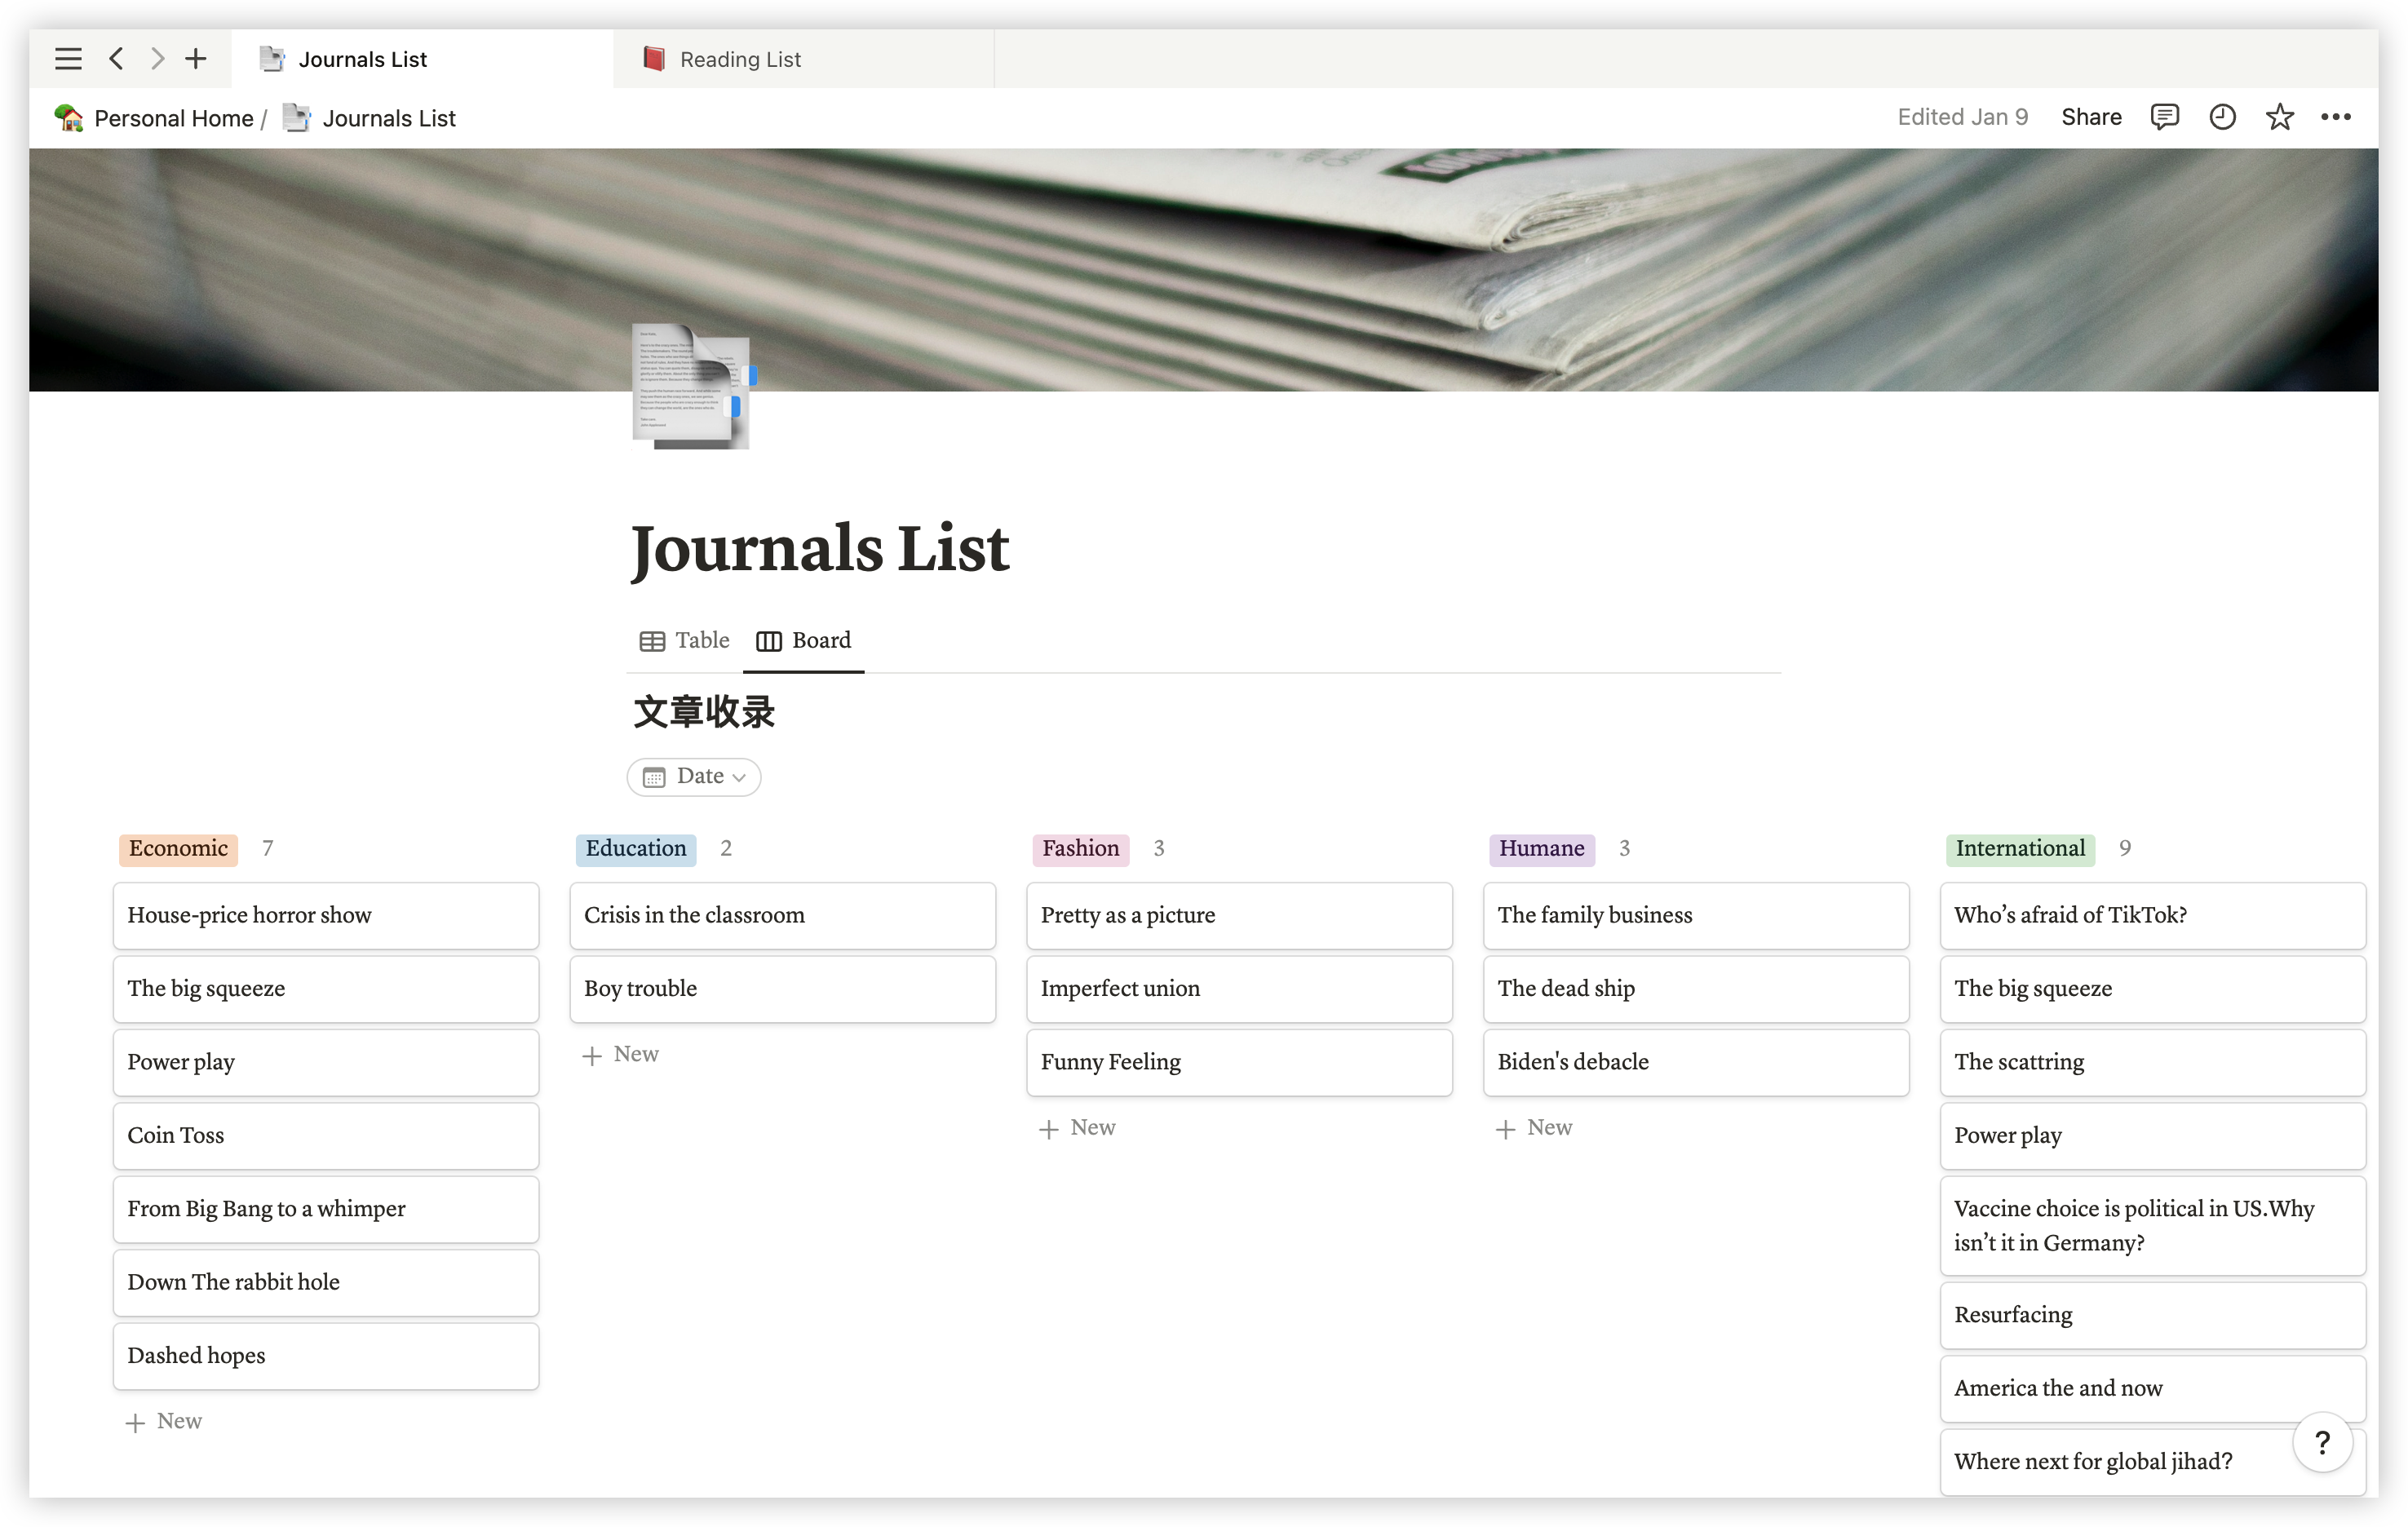 Journals List
Reading List
Personal Home / Journals List
Edited Jan 9
Share
Journals List
Table
Board
文章收录
Date
Economic 7
House-price horror show
The big squeeze
Power play
Coin Toss
From Big Bang to a whimper
Down The rabbit hole
Dashed hopes
New
Education 2
Crisis in the classroom
Boy trouble
New
Fashion 3
Pretty as a picture
Imperfect union
Funny Feeling
New
Humane 3
The family business
The dead ship
Biden's debacle
New
International 9
Who’s afraid of TikTok?
The big squeeze
The scattring
Power play
Vaccine choice is political in US.Why
isn’t it in Germany?
Resurfacing
America the and now
Where next for global jihad?
?